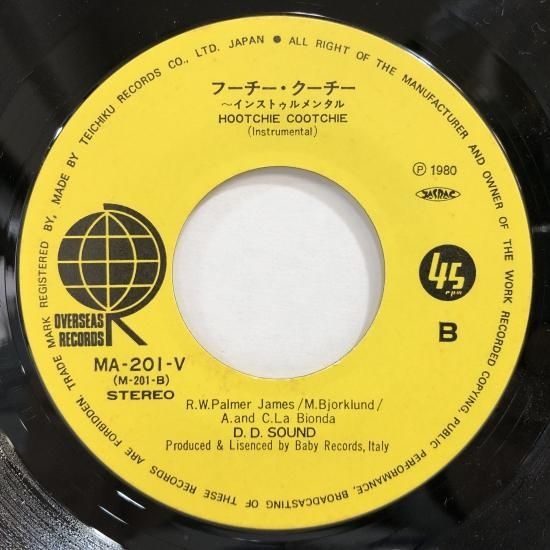 TRADE MARK REGISTERED BY, MADE BY TEICHIKU RECORDS CO., LTD. JAPAN • ALL RIGHT OF THE MANUFACTURER AND OWNER OF THE WORK RECORDED COPYING, PUBLIC PERFORMANCE, BROADCASTING OF THESE RECORDS ARE FORBIDDEN.
フーチー・クーチー
〜インストゥルメンタル
HOOTCHIE COOTCHIE
(Instrumental)
Ⓟ 1980
JASRAC
45
rpm
B
OVERSEAS
RECORDS
MA-201-V
(M-201-B)
STEREO
R.W.Palmer James/M.Bjorklund/
A.and C.La Bionda
D.D.SOUND
Produced & Lisenced by Baby Records, Italy